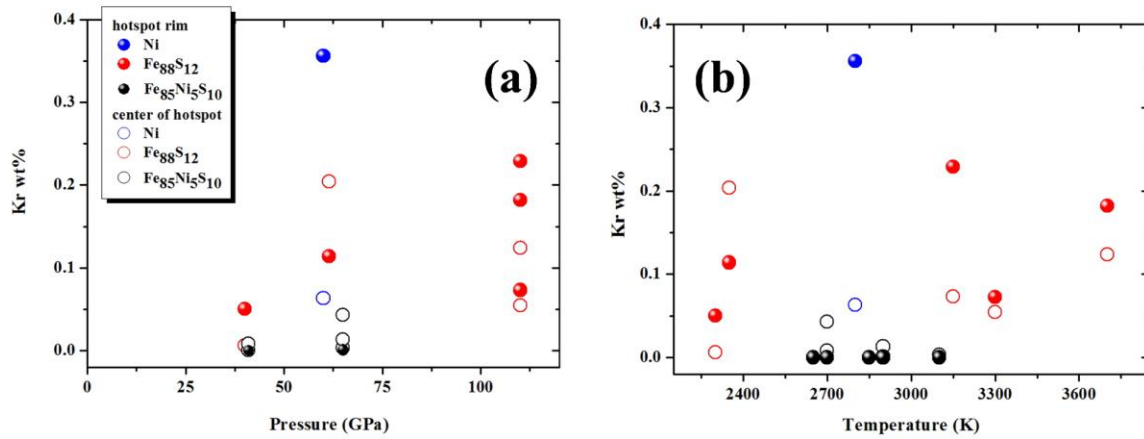 0.4
0.3
0.2
0.1
0.0
Kr wt%
hotspot rim
Ni
Fe₈₈S₁₂
Fe₈₅Ni₅S₁₀
center of hotspot
Ni
Fe₈₈S₁₂
Fe₈₅Ni₅S₁₀
(a)
0 25 50 75 100
Pressure (GPa)
0.4
0.3
0.2
0.1
0.0
Kr wt%
(b)
2400 2700 3000 3300 3600
Temperature (K)